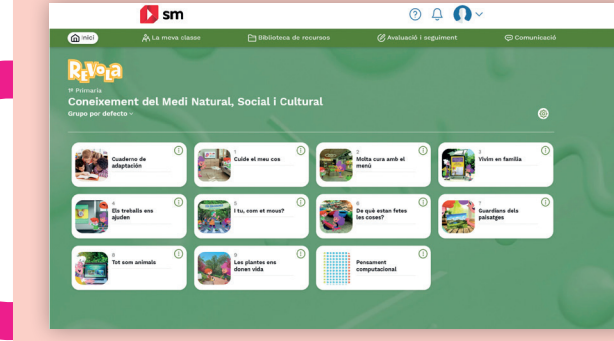 sm
Inici
La meva classe
Biblioteca de recursos
Avaluació i seguiment
Comunicació
REVOLA
1º Primaria
Coneixement del Medi Natural, Social i Cultural
Grupo por defecto
Cuaderno de
adaptación
1
Cuide el meu cos
2
Molta cura amb el
menú
3
Vivim en família
4
Els treballs ens
ajuden
5
I tu, com et mous?
6
De què estan fetes
les coses?
7
Guardians dels
paisatges
8
Tot som animals
9
Les plantes ens
donen vida
Pensament
computacional